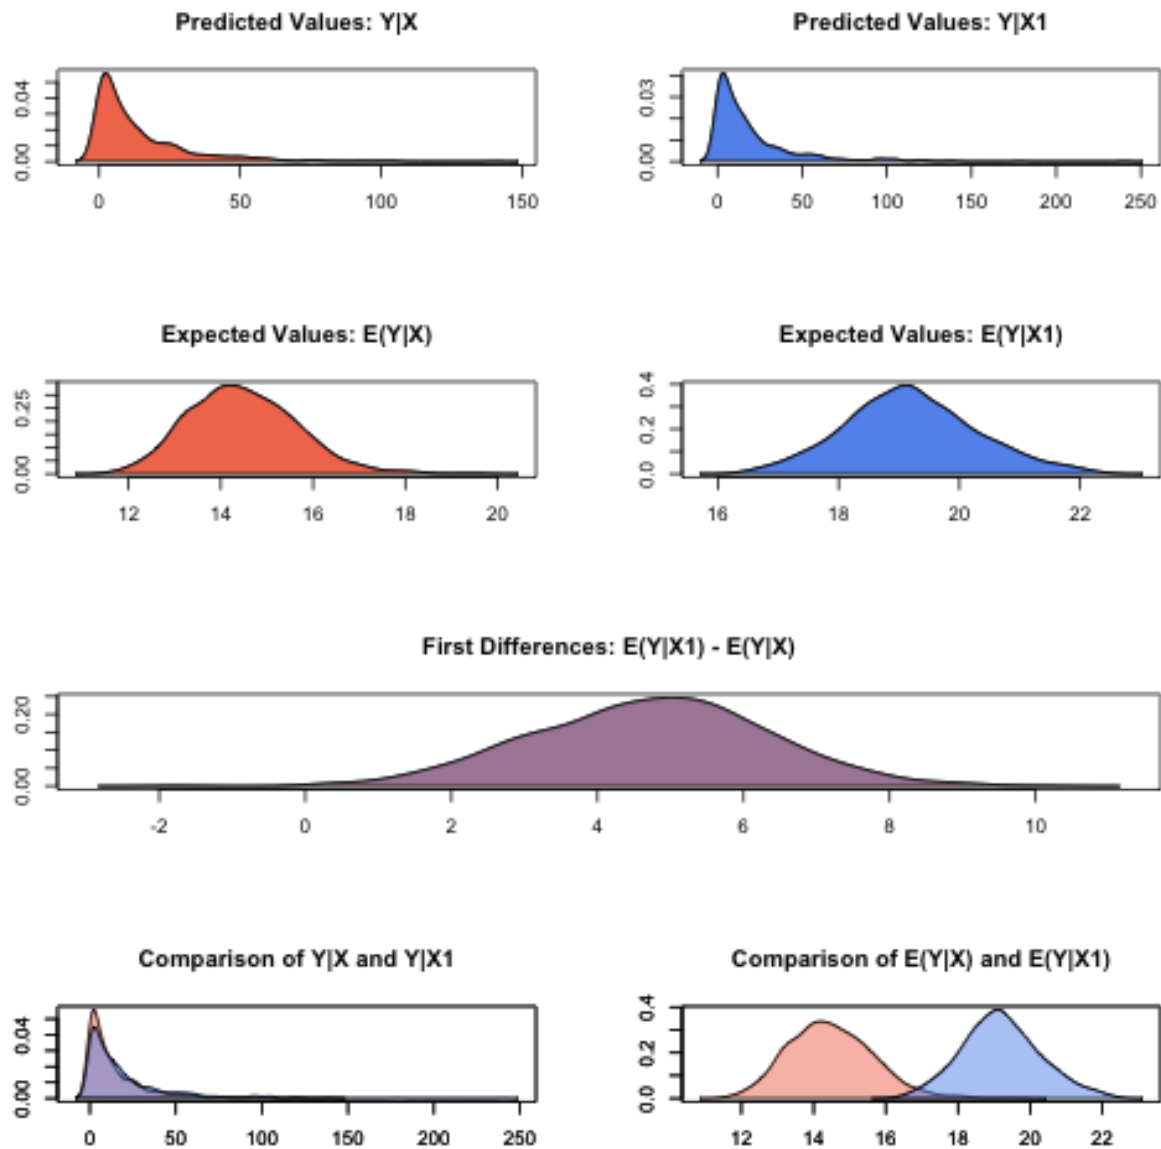 Predicted Values: Y|X
0.04
0.00
0 50 100 150
Predicted Values: Y|X1
0.03
0.00
0 50 100 150 200 250
Expected Values: E(Y|X)
0.25
0.00
12 14 16 18 20
Expected Values: E(Y|X1)
0.4
0.2
0.0
16 18 20 22
First Differences: E(Y|X1) - E(Y|X)
0.20
0.00
-2 0 2 4 6 8 10
Comparison of Y|X and Y|X1
0.04
0.00
0 50 100 150 200 250
Comparison of E(Y|X) and E(Y|X1)
0.4
0.2
0.0
12 14 16 18 20 22